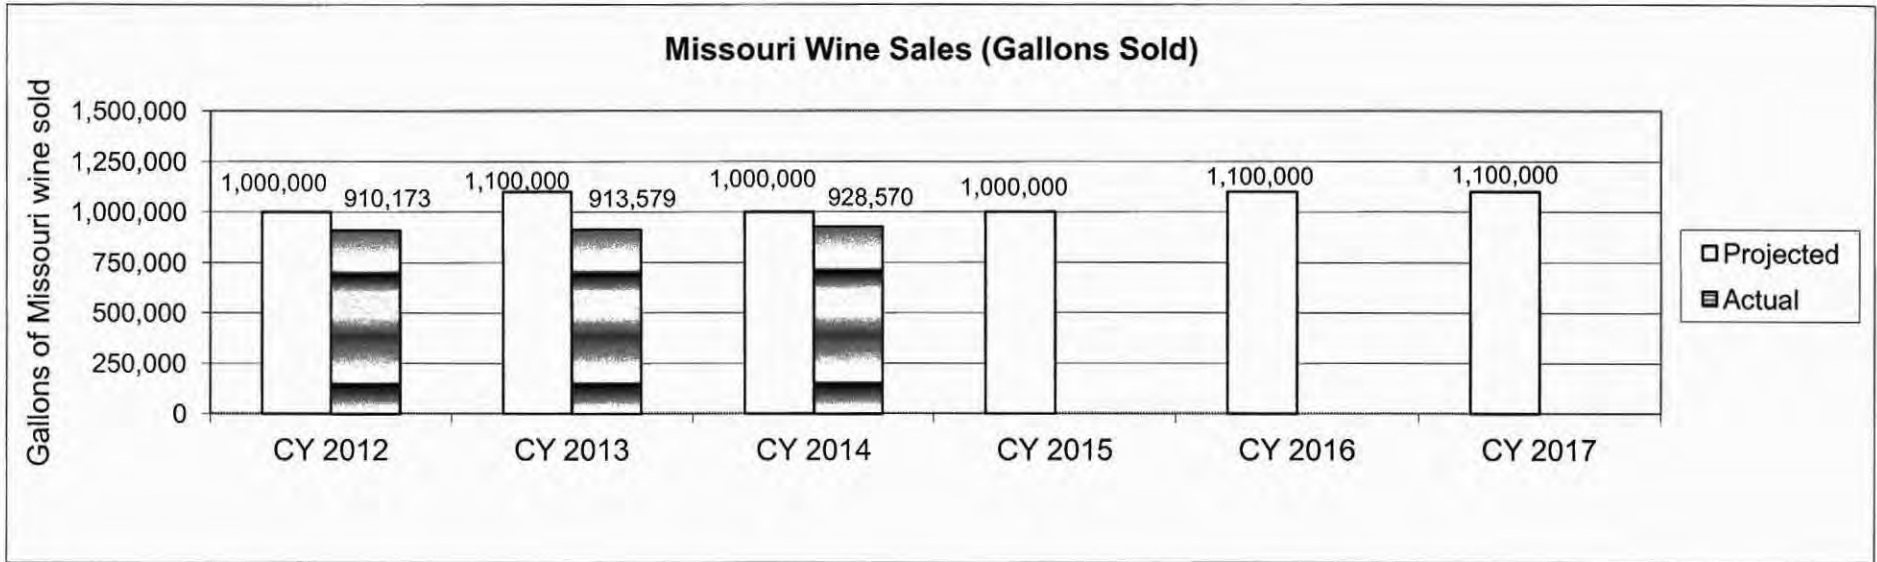 Missouri Wine Sales (Gallons Sold)
Gallons of Missouri wine sold
1,500,000
1,250,000
1,000,000
750,000
500,000
250,000
0
1,000,000
910,173
1,100,000
913,579
1,000,000
928,570
1,000,000
1,100,000
1,100,000
CY 2012
CY 2013
CY 2014
CY 2015
CY 2016
CY 2017
Projected
Actual